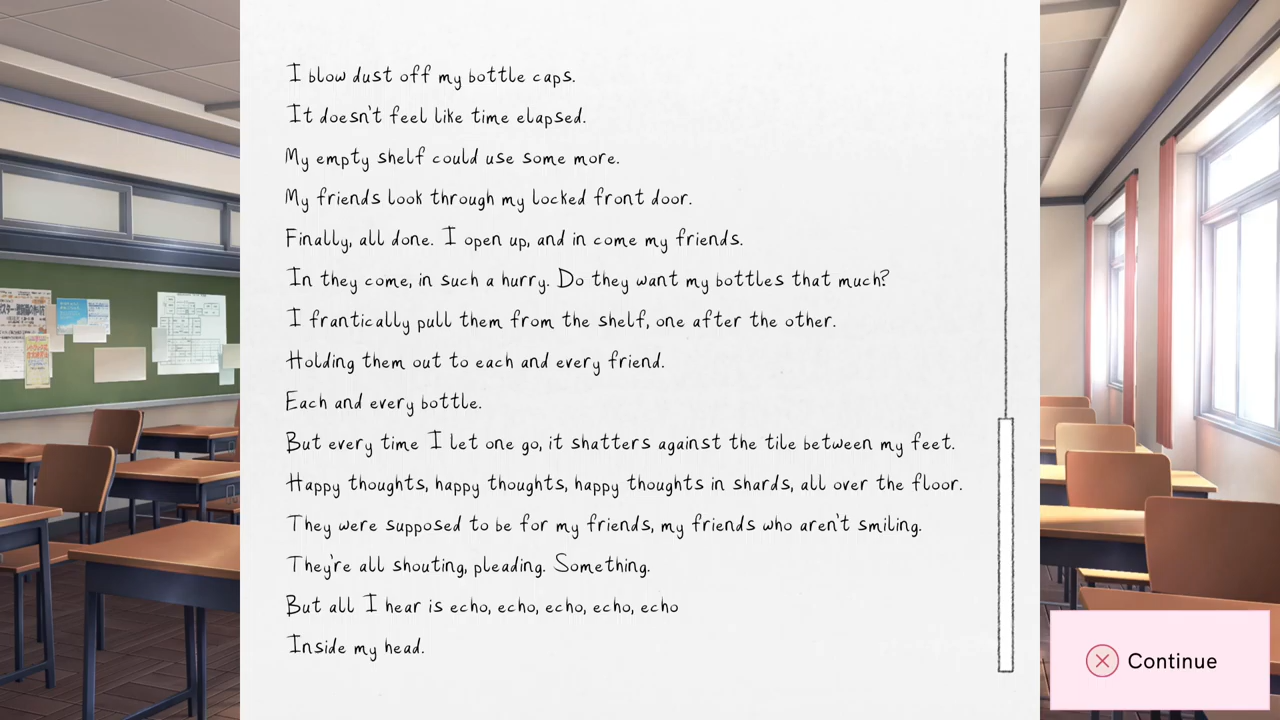 I blow dust off my bottle caps.
It doesn't feel like time elapsed.
My empty shelf could use some more.
My friends look through my locked front door.
Finally, all done. I open up, and in come my friends.
In they come, in such a hurry. Do they want my bottles that much?
I frantically pull them from the shelf, one after the other.
Holding them out to each and every friend.
Each and every bottle.
But every time I let one go, it shatters against the tile between my feet.
Happy thoughts, happy thoughts, happy thoughts in shards, all over the floor.
They were supposed to be for my friends, my friends who aren't smiling.
They're all shouting, pleading. Something.
But all I hear is echo, echo, echo, echo, echo
Inside my head.
Continue